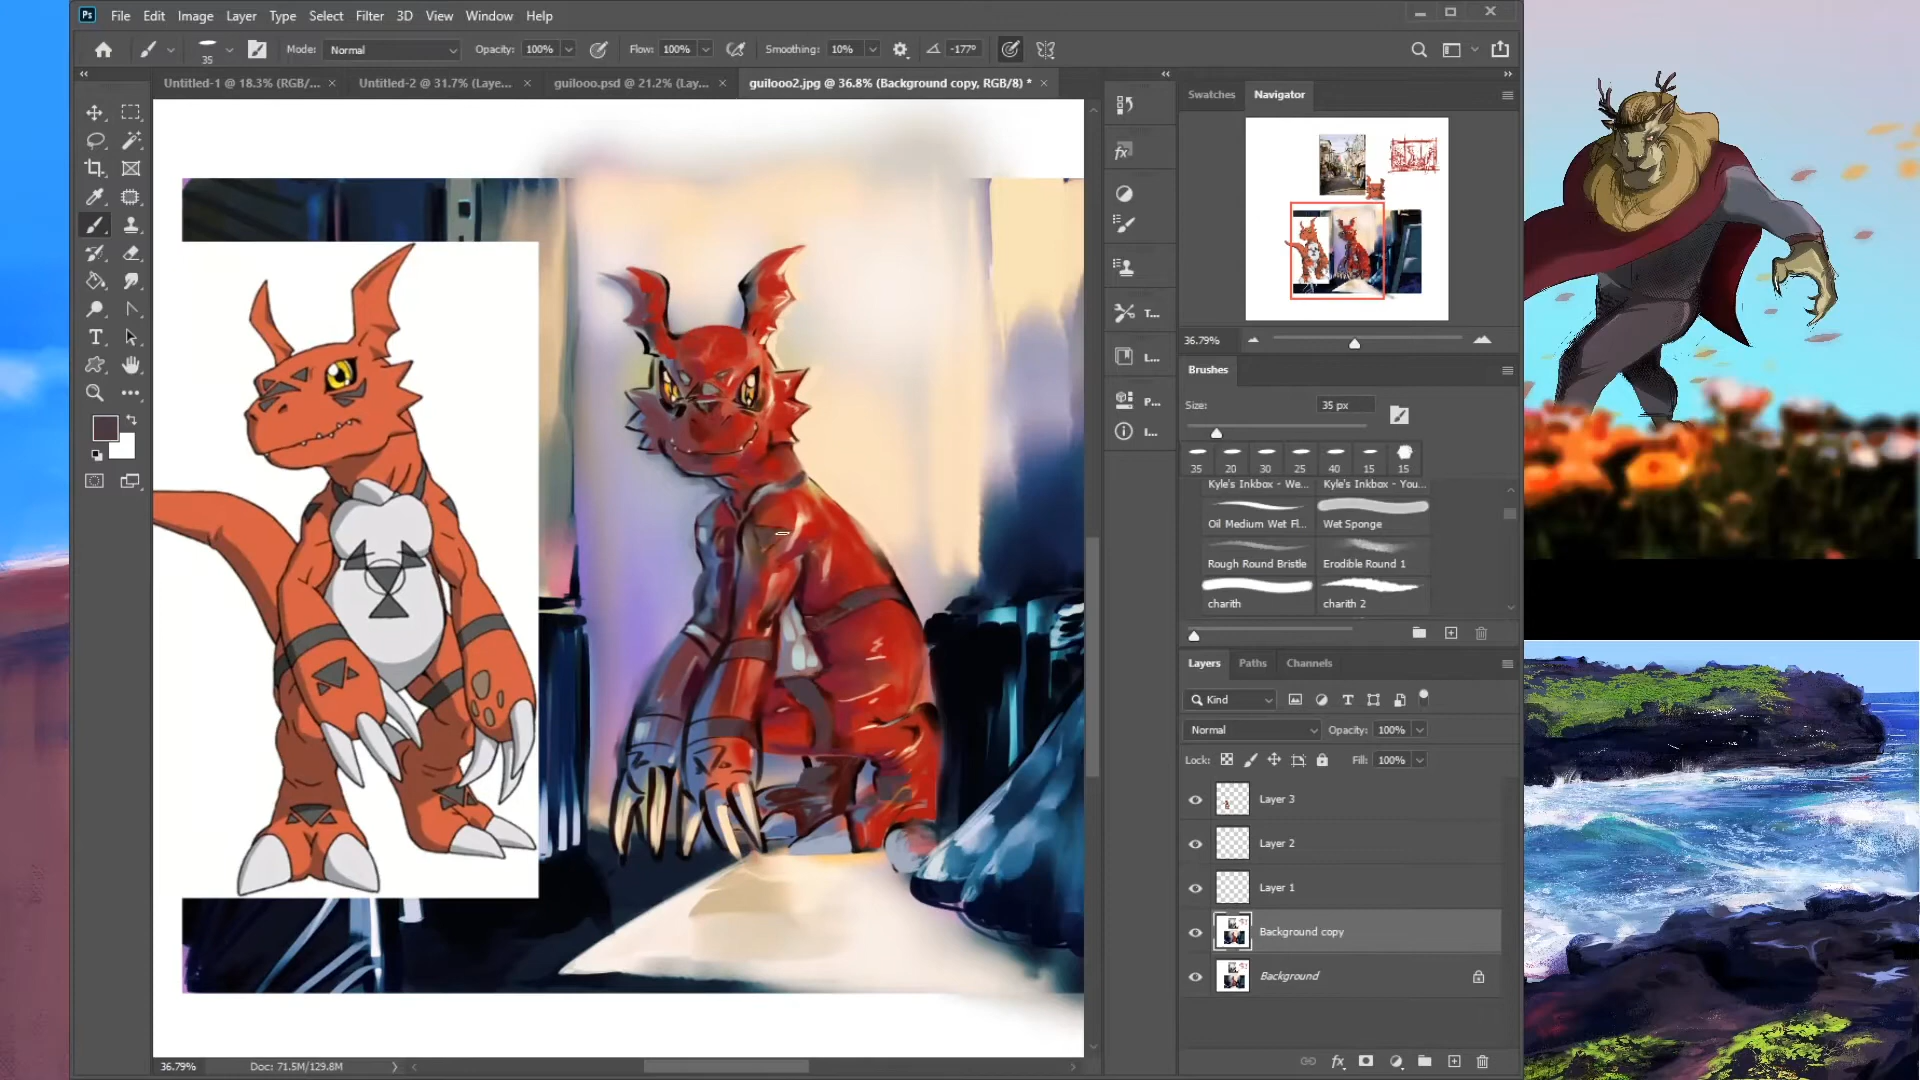 Ps File Edit Image Layer Type Select Filter 3D View Window Help
35 Mode: Normal Opacity: 100% Flow: 100% Smoothing: 10% -177°
Untitled-1 @ 18.3% (RGB/... × Untitled-2 @ 31.7% (Laye... × guilooo.psd @ 21.2% (Lay... × guilooo2.jpg @ 36.8% (Background copy, RGB/8) * ×
Swatches Navigator
36.79%
T...
L...
P...
I...
Brushes
Size: 35 px
35 20 30 25 40 15 15
Kyle's Inkbox - We... Kyle's Inkbox - You...
Oil Medium Wet Fl... Wet Sponge
Rough Round Bristle Erodible Round 1
charith charith 2
Layers Paths Channels
Kind
Normal Opacity: 100%
Lock: Fill: 100%
Layer 3
Layer 2
Layer 1
Background copy
Background
36.79% Doc: 71.5M/129.8M